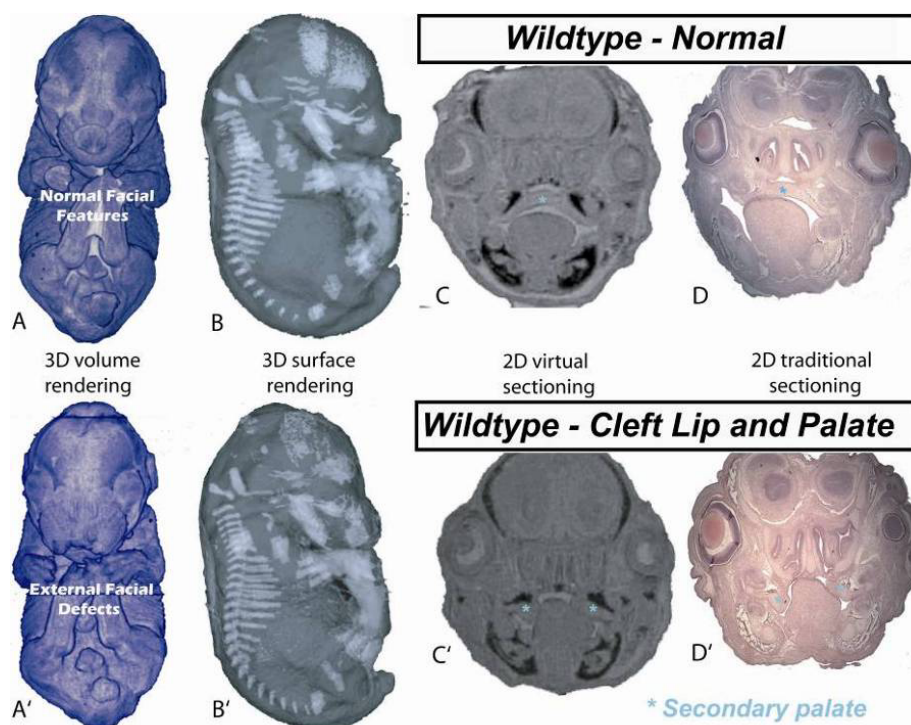 Wildtype - Normal
Normal Facial
Features
*
*
A
B
C
D
3D volume
rendering
3D surface
rendering
2D virtual
sectioning
2D traditional
sectioning
Wildtype - Cleft Lip and Palate
External Facial
Defects
* *
* *
A'
B'
C'
D'
* Secondary palate